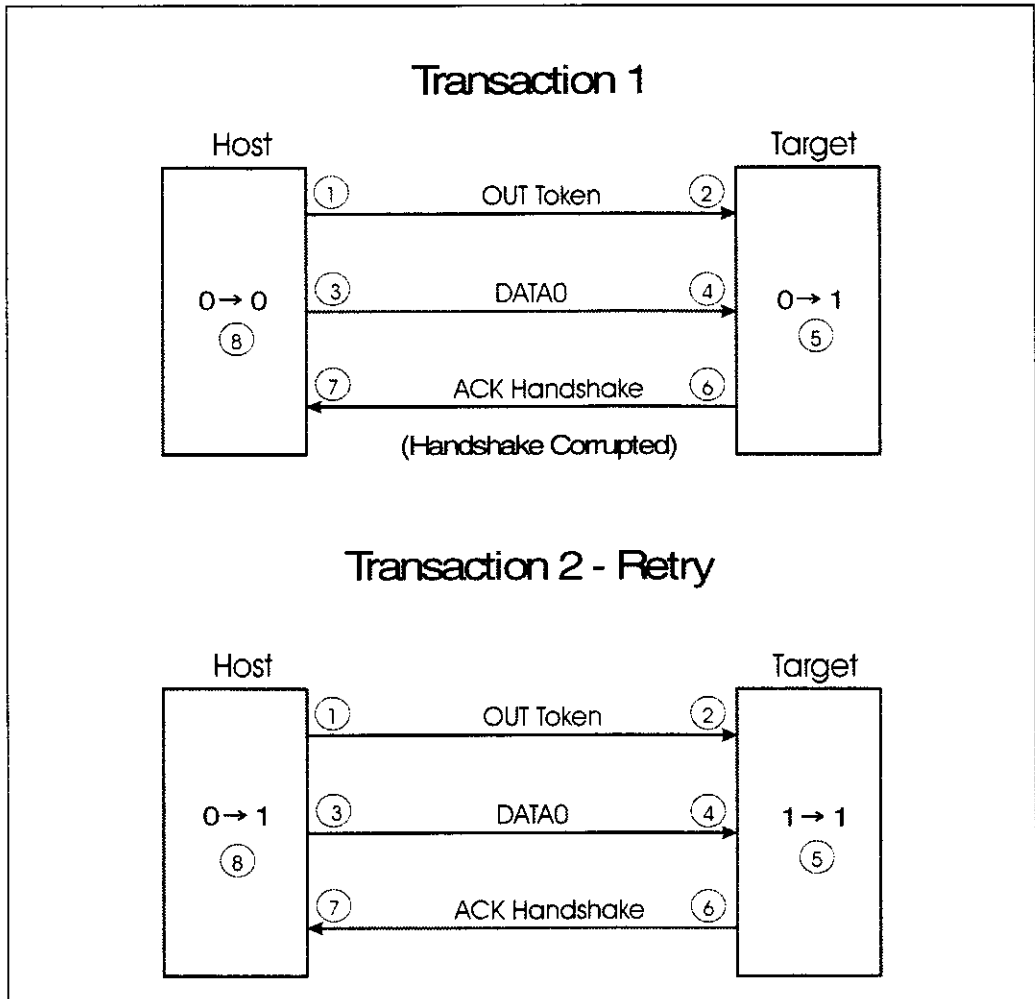 Transaction 1
Host
Target
1 OUT Token 2
0 → 0
3 DATA0 4
0 → 1
8
5
7 ACK Handshake 6
(Handshake Corrupted)
Transaction 2 - Retry
Host
Target
1 OUT Token 2
0 → 1
3 DATA0 4
1 → 1
8
5
7 ACK Handshake 6